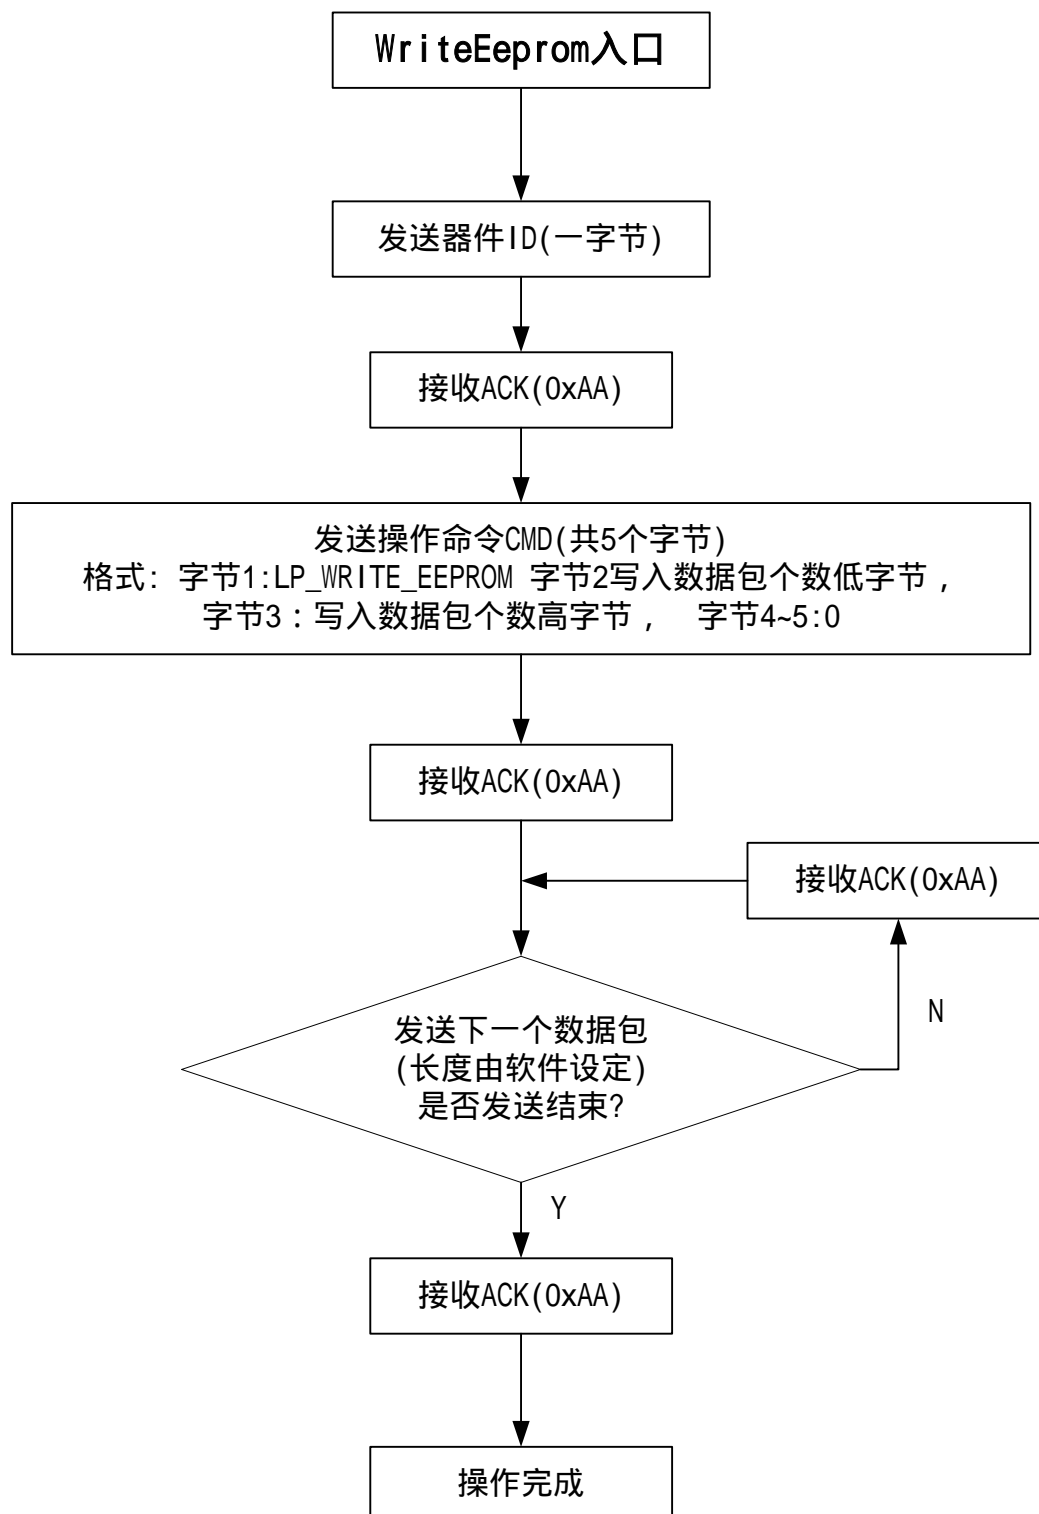 WriteEeprom入口
发送器件ID(一字节)
接收ACK(0xAA)
发送操作命令CMD(共5个字节)
格式: 字节1:LP_WRITE_EEPROM 字节2写入数据包个数低字节，
字节3：写入数据包个数高字节， 字节4~5:0
接收ACK(0xAA)
接收ACK(0xAA)
发送下一个数据包
(长度由软件设定)
是否发送结束?
N
Y
接收ACK(0xAA)
操作完成